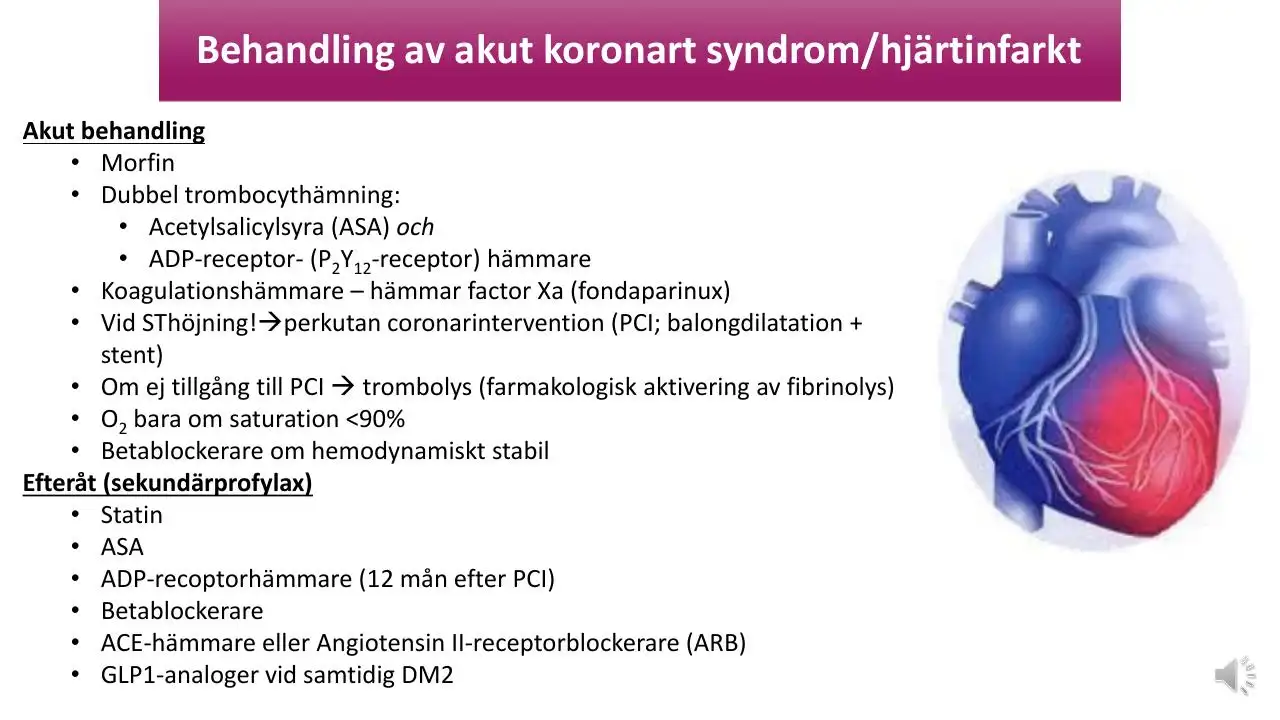 Behandling av akut koronart syndrom/hjärtinfarkt
Akut behandling
• Morfin
• Dubbel trombocythämning:
• Acetylsalicylsyra (ASA) och
• ADP-receptor- (P₂Y₁₂-receptor) hämmare
• Koagulationshämmare – hämmar factor Xa (fondaparinux)
• Vid SThöjning!→perkutan coronarintervention (PCI; balongdilatation +
stent)
• Om ej tillgång till PCI → trombolys (farmakologisk aktivering av fibrinolys)
• O₂ bara om saturation <90%
• Betablockerare om hemodynamiskt stabil
Efteråt (sekundärprofylax)
• Statin
• ASA
• ADP-recoptorhämmare (12 mån efter PCI)
• Betablockerare
• ACE-hämmare eller Angiotensin II-receptorblockerare (ARB)
• GLP1-analoger vid samtidig DM2